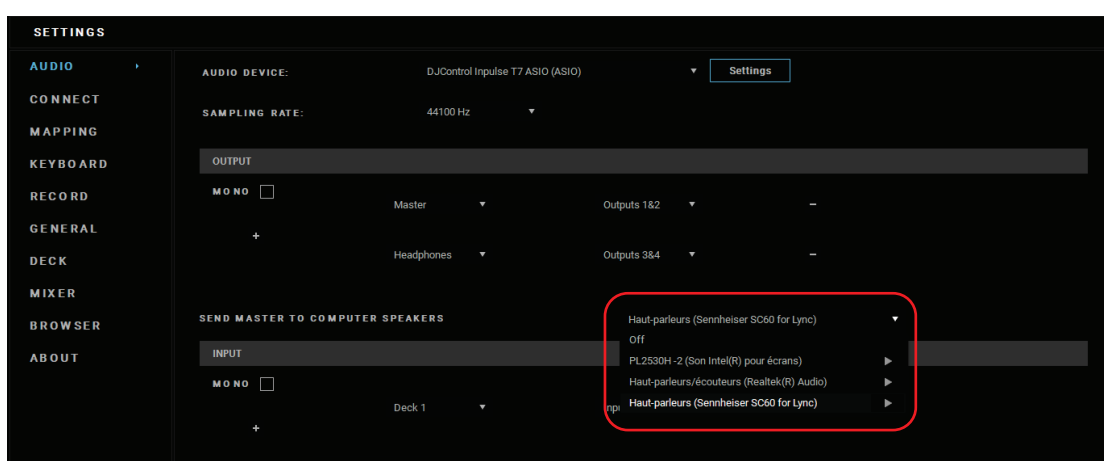 SETTINGS
AUDIO
CONNECT
MAPPING
KEYBOARD
RECORD
GENERAL
DECK
MIXER
BROWSER
ABOUT
AUDIO DEVICE: DJControl Inpulse T7 ASIO (ASIO) Settings
SAMPLING RATE: 44100 Hz
OUTPUT
MONO
Master Outputs 1&2 –
+
Headphones Outputs 3&4 –
SEND MASTER TO COMPUTER SPEAKERS Haut-parleurs (Sennheiser SC60 for Lync)
Off
PL2530H -2 (Son Intel(R) pour écrans)
Haut-parleurs/écouteurs (Realtek(R) Audio)
Haut-parleurs (Sennheiser SC60 for Lync)
INPUT
MONO
Deck 1
+